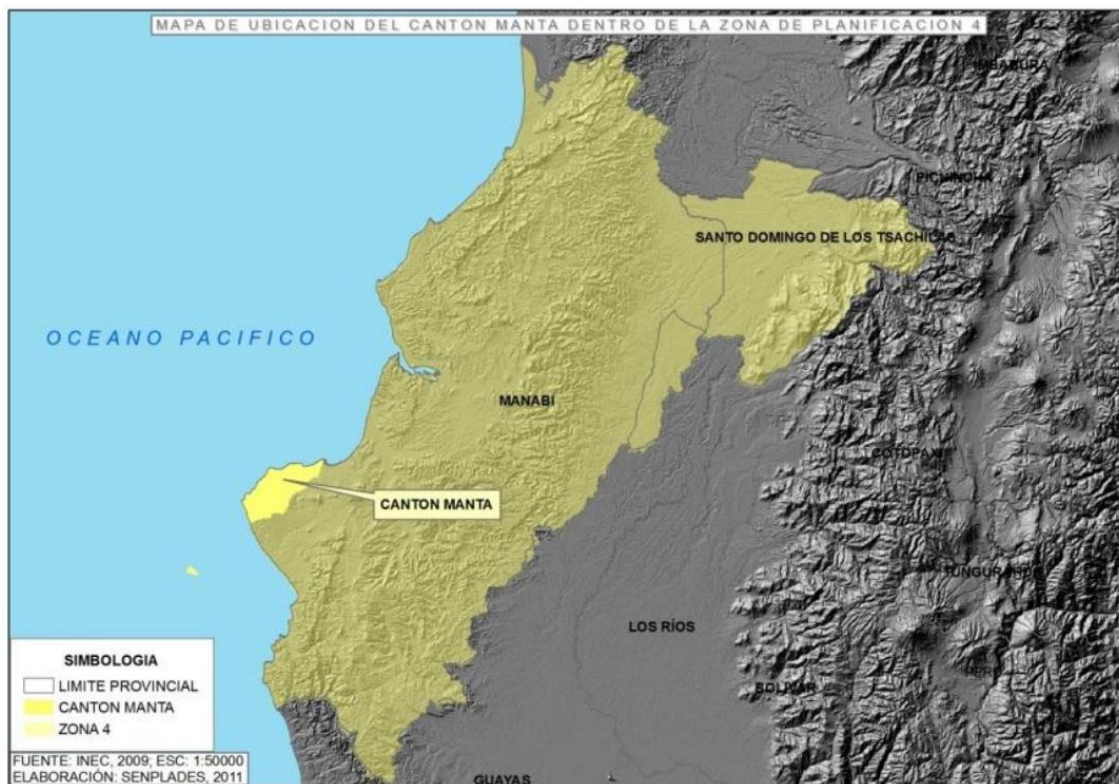 MAPA DE UBICACION DEL CANTON MANTA DENTRO DE LA ZONA DE PLANIFICACION 4
IMBABURA
PICHINCHA
SANTO DOMINGO DE LOS TSACHILAS
OCEANO PACIFICO
MANABI
COTOPAXI
CANTON MANTA
TUNGURAHUA
LOS RÍOS
BOLIVAR
GUAYAS
SIMBOLOGIA
LIMITE PROVINCIAL
CANTON MANTA
ZONA 4
FUENTE: INEC, 2009; ESC: 1:50000
ELABORACIÓN: SENPLADES, 2011